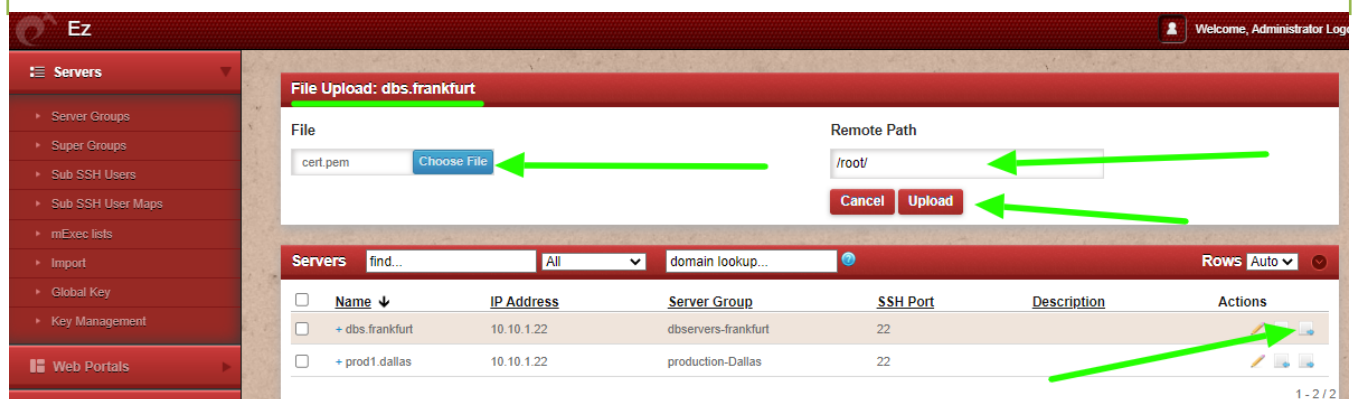 Ez
Welcome, Administrator Logo
Servers
Server Groups
Super Groups
Sub SSH Users
Sub SSH User Maps
mExec lists
Import
Global Key
Key Management
Web Portals
File Upload: dbs.frankfurt
File
Remote Path
cert.pem
Choose File
/root/
Cancel
Upload
Servers find... All domain lookup... Rows Auto
Name IP Address Server Group SSH Port Description Actions
+ dbs.frankfurt 10.10.1.22 dbservers-frankfurt 22
+ prod1.dallas 10.10.1.22 production-Dallas 22
1 - 2 / 2